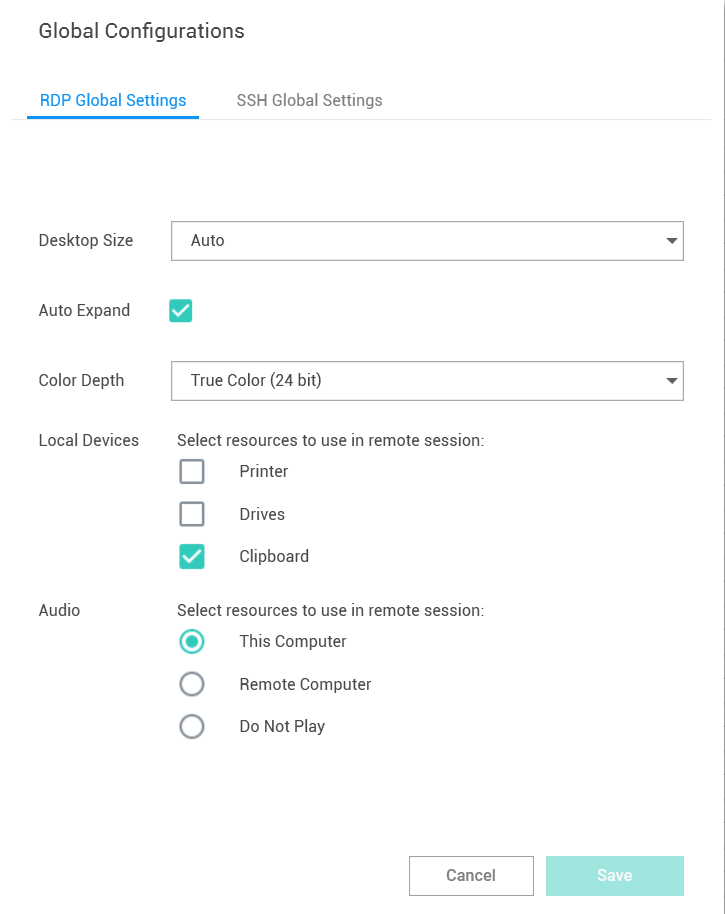 Global Configurations
RDP Global Settings SSH Global Settings
Desktop Size Auto
Auto Expand
Color Depth True Color (24 bit)
Local Devices Select resources to use in remote session:
Printer
Drives
Clipboard
Audio Select resources to use in remote session:
This Computer
Remote Computer
Do Not Play
Cancel Save